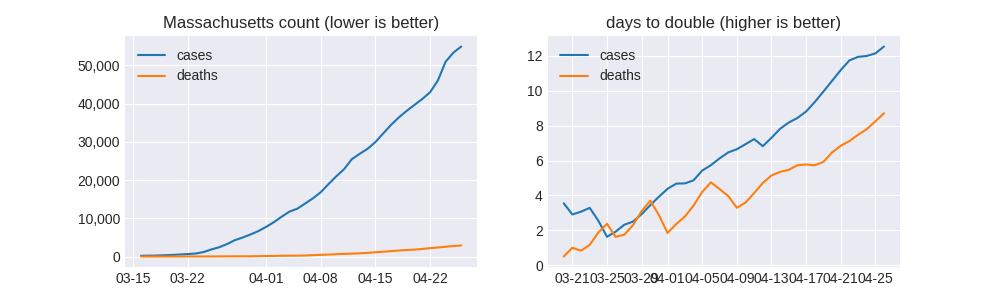 Massachusetts count (lower is better)
cases
deaths
50,000
40,000
30,000
20,000
10,000
0
03-15 03-22 04-01 04-08 04-15 04-22
days to double (higher is better)
cases
deaths
12
10
8
6
4
2
0
03-21 03-25 03-29 04-01 04-05 04-09 04-13 04-17 04-21 04-25